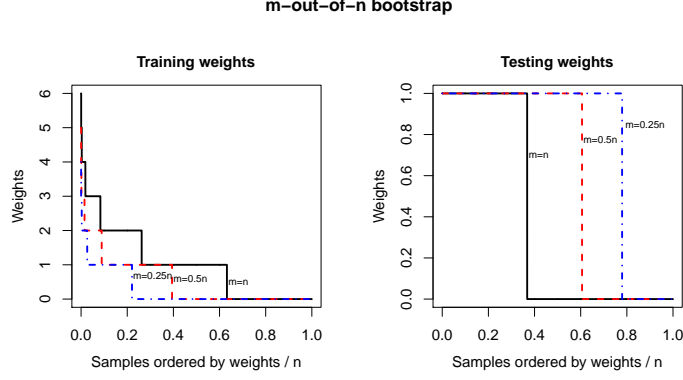 m−out−of−n bootstrap
Training weights
Weights
6
5
4
3
2
1
0
m=0.25n
m=0.5n
m=n
0.0 0.2 0.4 0.6 0.8 1.0
Samples ordered by weights / n
Testing weights
Weights
1.0
0.8
0.6
0.4
0.2
0.0
m=n
m=0.5n
m=0.25n
0.0 0.2 0.4 0.6 0.8 1.0
Samples ordered by weights / n